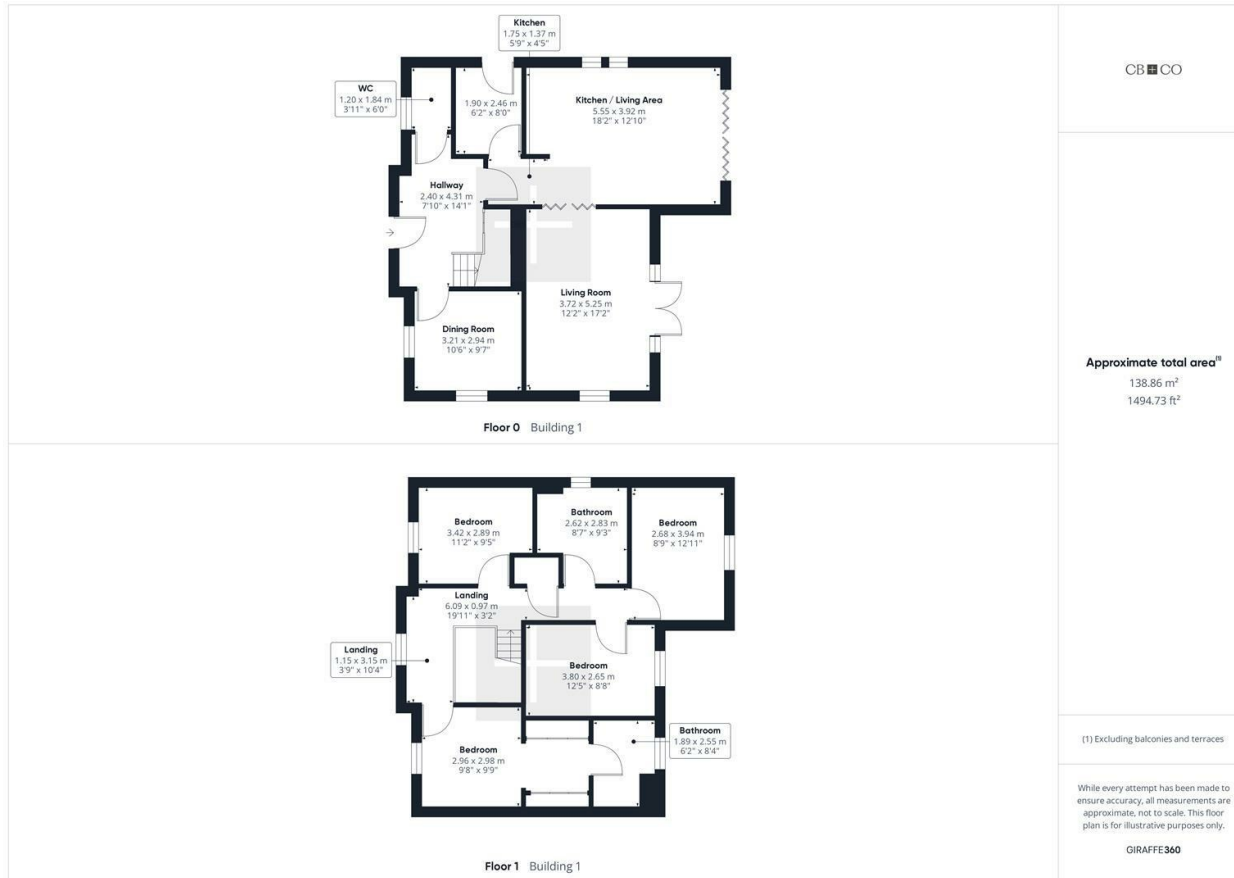 Kitchen
1.75 x 1.37 m
5'9" x 4'5"
WC
1.20 x 1.84 m
3'11" x 6'0"
1.90 x 2.46 m
6'2" x 8'0"
Kitchen / Living Area
5.55 x 3.92 m
18'2" x 12'10"
Hallway
2.40 x 4.31 m
7'10" x 14'1"
Living Room
3.72 x 5.25 m
12'2" x 17'2"
Dining Room
3.21 x 2.94 m
10'6" x 9'7"
Floor 0 Building 1
Bedroom
3.42 x 2.89 m
11'2" x 9'5"
Bathroom
2.62 x 2.83 m
8'7" x 9'3"
Bedroom
2.68 x 3.94 m
8'9" x 12'11"
Landing
6.09 x 0.97 m
19'11" x 3'2"
Landing
1.15 x 3.15 m
3'9" x 10'4"
Bedroom
3.80 x 2.65 m
12'5" x 8'8"
Bedroom
2.96 x 2.98 m
9'8" x 9'9"
Bathroom
1.89 x 2.55 m
6'2" x 8'4"
Floor 1 Building 1
CB CO
Approximate total area(1)
138.86 m²
1494.73 ft²
(1) Excluding balconies and terraces
While every attempt has been made to
ensure accuracy, all measurements are
approximate, not to scale. This floor
plan is for illustrative purposes only.
GIRAFFE360